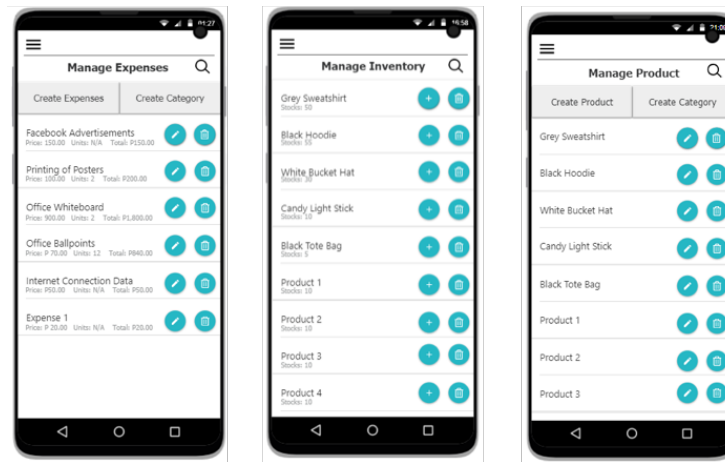 01:27
Manage Expenses
Create Expenses
Create Category
Facebook Advertisements
Price: 150.00 Units: N/A Total: P150.00
Printing of Posters
Price: 100.00 Units: 2 Total: P200.00
Office Whiteboard
Price: 900.00 Units: 2 Total: P1,800.00
Office Ballpoints
Price: P 70.00 Units: 12 Total: P840.00
Internet Connection Data
Price: P50.00 Units: N/A Total: P50.00
Expense 1
Price: P 20.00 Units: N/A Total: P20.00
16:58
Manage Inventory
Grey Sweatshirt
Stocks: 50
Black Hoodie
Stocks: 55
White Bucket Hat
Stocks: 30
Candy Light Stick
Stocks: 10
Black Tote Bag
Stocks: 5
Product 1
Stocks: 10
Product 2
Stocks: 10
Product 3
Stocks: 10
Product 4
Stocks: 10
Manage Product
Create Product
Create Category
Grey Sweatshirt
Black Hoodie
White Bucket Hat
Candy Light Stick
Black Tote Bag
Product 1
Product 2
Product 3